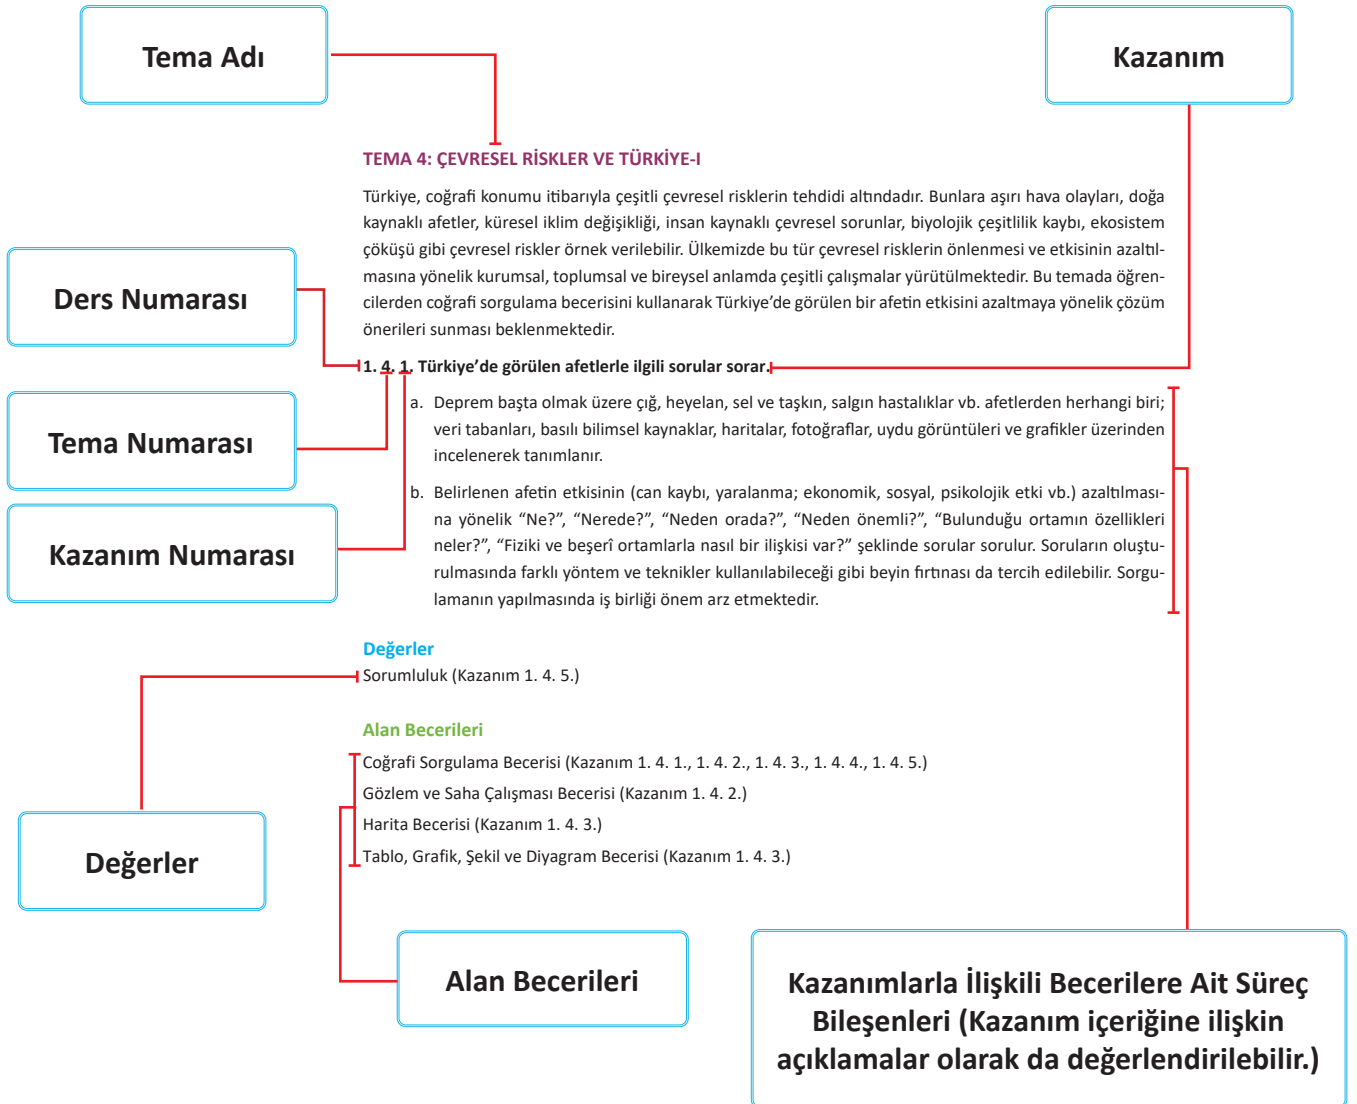 Tema Adı
Kazanım
TEMA 4: ÇEVRESEL RİSKLER VE TÜRKİYE-I
Türkiye, coğrafi konumu itibarıyla çeşitli çevresel risklerin tehdidi altındadır. Bunlara aşırı hava olayları, doğa
kaynaklı afetler, küresel iklim değişikliği, insan kaynaklı çevresel sorunlar, biyolojik çeşitlilik kaybı, ekosistem
çöküşü gibi çevresel riskler örnek verilebilir. Ülkemizde bu tür çevresel risklerin önlenmesi ve etkisinin azaltıl-
masına yönelik kurumsal, toplumsal ve bireysel anlamda çeşitli çalışmalar yürütülmektedir. Bu temada öğren-
cilerden coğrafi sorgulama becerisini kullanarak Türkiye’de görülen bir afetin etkisini azaltmaya yönelik çözüm
önerileri sunması beklenmektedir.
Ders Numarası
1. 4. 1. Türkiye’de görülen afetlerle ilgili sorular sorar.
a. Deprem başta olmak üzere çığ, heyelan, sel ve taşkın, salgın hastalıklar vb. afetlerden herhangi biri;
veri tabanları, basılı bilimsel kaynaklar, haritalar, fotoğraflar, uydu görüntüleri ve grafikler üzerinden
incelenerek tanımlanır.
Tema Numarası
b. Belirlenen afetin etkisinin (can kaybı, yaralanma; ekonomik, sosyal, psikolojik etki vb.) azaltılması-
na yönelik “Ne?”, “Nerede?”, “Neden orada?”, “Neden önemli?”, “Bulunduğu ortamın özellikleri
neler?”, “Fiziki ve beşerî ortamlarla nasıl bir ilişkisi var?” şeklinde sorular sorulur. Soruların oluştu-
rulmasında farklı yöntem ve teknikler kullanılabileceği gibi beyin fırtınası da tercih edilebilir. Sorgu-
lamanın yapılmasında iş birliği önem arz etmektedir.
Kazanım Numarası
Değerler
Sorumluluk (Kazanım 1. 4. 5.)
Alan Becerileri
Coğrafi Sorgulama Becerisi (Kazanım 1. 4. 1., 1. 4. 2., 1. 4. 3., 1. 4. 4., 1. 4. 5.)
Gözlem ve Saha Çalışması Becerisi (Kazanım 1. 4. 2.)
Harita Becerisi (Kazanım 1. 4. 3.)
Tablo, Grafik, Şekil ve Diyagram Becerisi (Kazanım 1. 4. 3.)
Değerler
Alan Becerileri
Kazanımlarla İlişkili Becerilere Ait Süreç
Bileşenleri (Kazanım içeriğine ilişkin
açıklamalar olarak da değerlendirilebilir.)